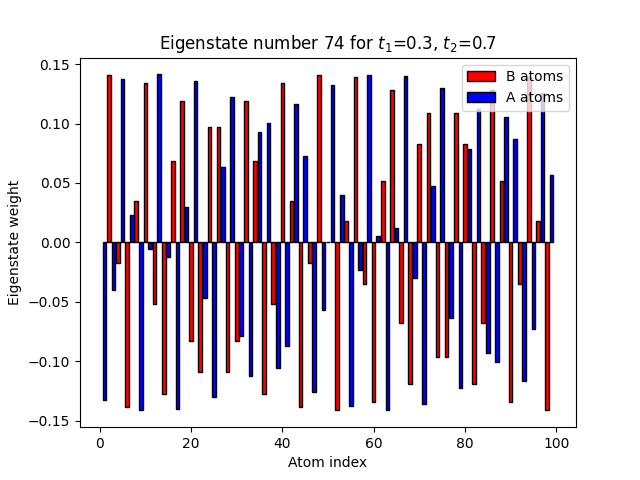 Eigenstate number 74 for t₁=0.3, t₂=0.7
B atoms
A atoms
0.15
0.10
0.05
0.00
−0.05
−0.10
−0.15
Eigenstate weight
0 20 40 60 80 100
Atom index